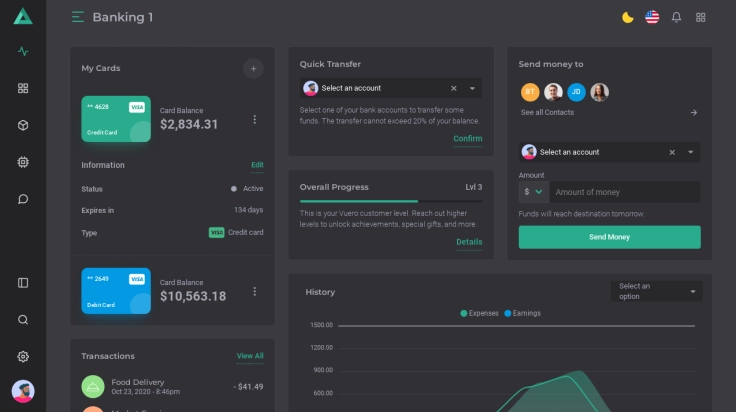 Banking 1
My Cards
+
** 4628
VISA
Credit Card
Card Balance
$2,834.31
Information
Edit
Status
Active
Expires in
134 days
Type
VISA Credit card
** 2649
VISA
Debit Card
Card Balance
$10,563.18
Transactions
View All
Food Delivery
Oct 23, 2020 - 8:46pm
- $41.49
Quick Transfer
Select an account
Select one of your bank accounts to transfer some
funds. The transfer cannot exceed 20% of your balance.
Confirm
Overall Progress
Lvl 3
This is your Vuero customer level. Reach out higher
levels to unlock achievements, special gifts, and more.
Details
Send money to
BT
JD
See all Contacts
Select an account
Amount
$
Amount of money
Funds will reach destination tomorrow.
Send Money
History
Select an
option
Expenses
Earnings
1500.00
1200.00
900.00
600.00